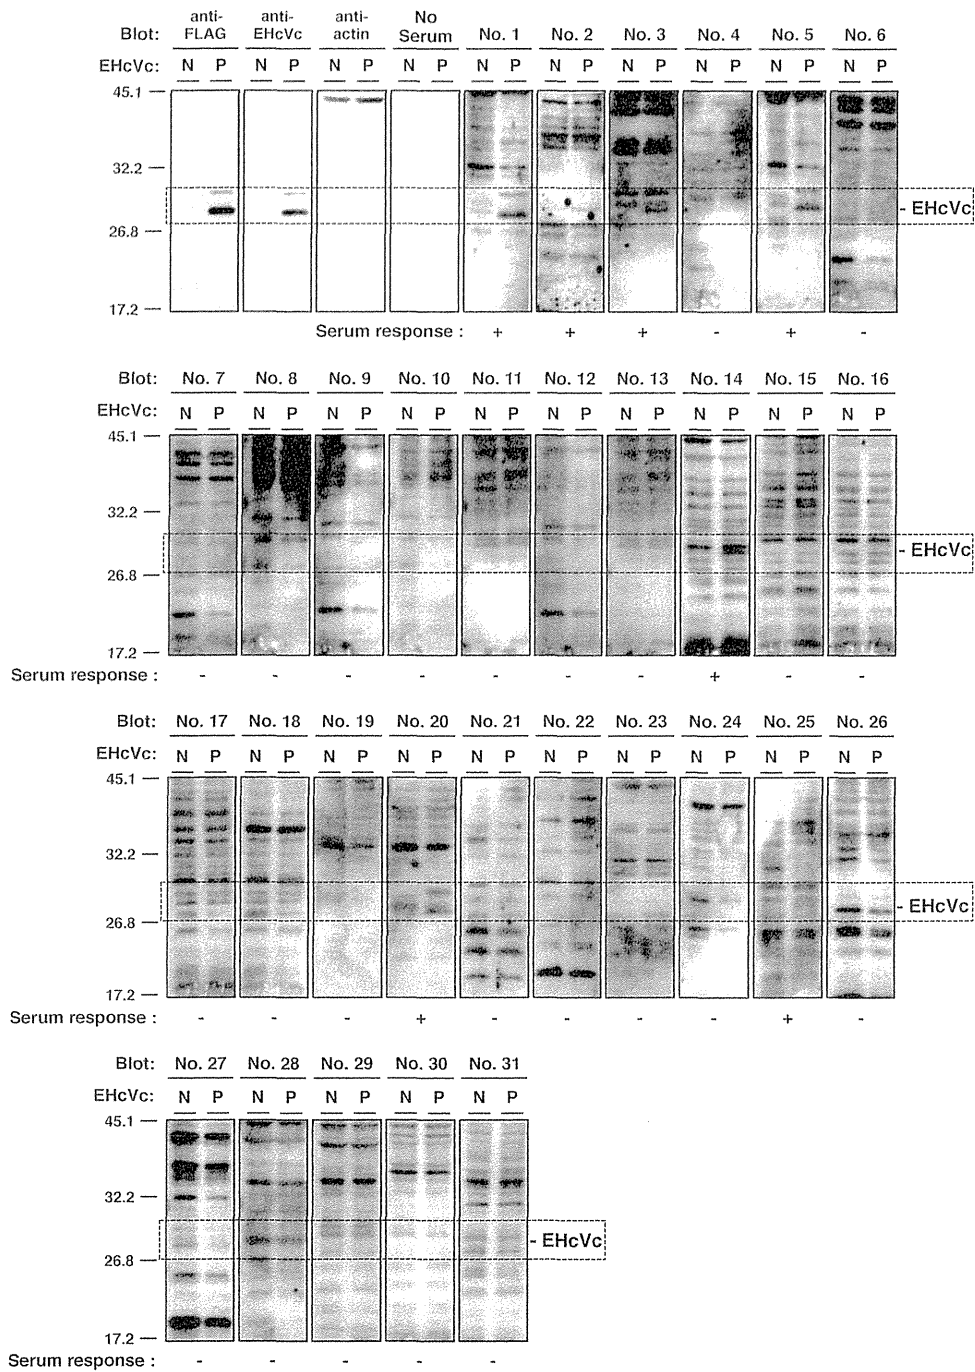 Blot: anti-FLAG anti-EHcVc anti-actin No Serum No. 1 No. 2 No. 3 No. 4 No. 5 No. 6
EHcVc: N P N P N P N P N P N P N P N P N P N P
45.1
32.2
- EHcVc
26.8
17.2
Serum response : + + + - + -
Blot: No. 7 No. 8 No. 9 No. 10 No. 11 No. 12 No. 13 No. 14 No. 15 No. 16
EHcVc: N P N P N P N P N P N P N P N P N P N P
45.1
32.2
- EHcVc
26.8
17.2
Serum response : - - - - - - - + - -
Blot: No. 17 No. 18 No. 19 No. 20 No. 21 No. 22 No. 23 No. 24 No. 25 No. 26
EHcVc: N P N P N P N P N P N P N P N P N P N P
45.1
32.2
- EHcVc
26.8
17.2
Serum response : - - - + - - - - + -
Blot: No. 27 No. 28 No. 29 No. 30 No. 31
EHcVc: N P N P N P N P N P
45.1
32.2
- EHcVc
26.8
17.2
Serum response : - - - - -